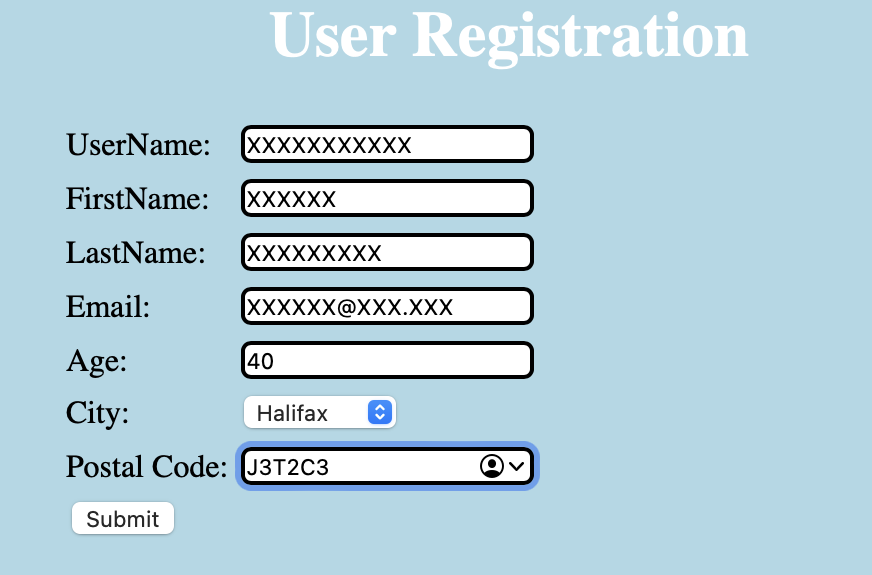 User Registration
UserName: XXXXXXXXXXX
FirstName: XXXXXX
LastName: XXXXXXXXX
Email: XXXXXX@XXX.XXX
Age: 40
City: Halifax
Postal Code: J3T2C3
Submit